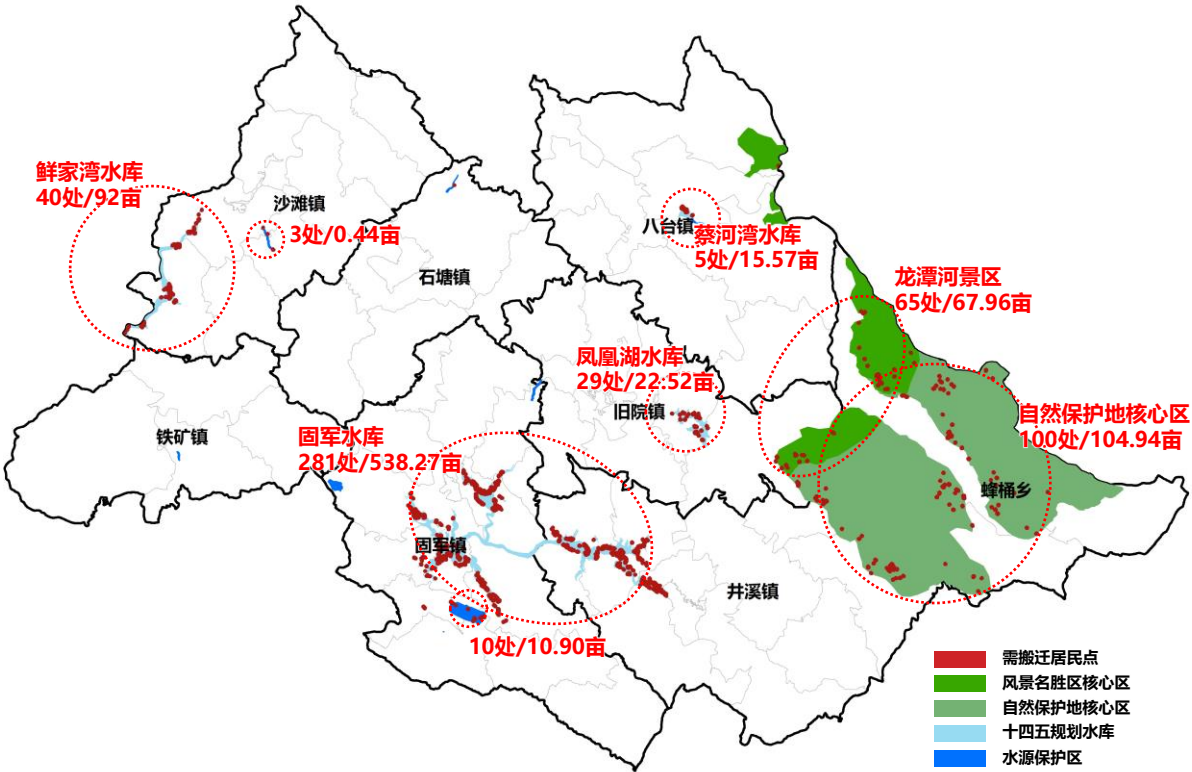 鲜家湾水库
40处/92亩
沙滩镇
3处/0.44亩
石塘镇
八台镇
蔡河湾水库
5处/15.57亩
龙潭河景区
65处/67.96亩
凤凰湖水库
29处/22.52亩
旧院镇
自然保护地核心区
100处/104.94亩
蜂桶乡
铁矿镇
固军水库
281处/538.27亩
固军镇
井溪镇
10处/10.90亩
需搬迁居民点
风景名胜区核心区
自然保护地核心区
十四五规划水库
水源保护区